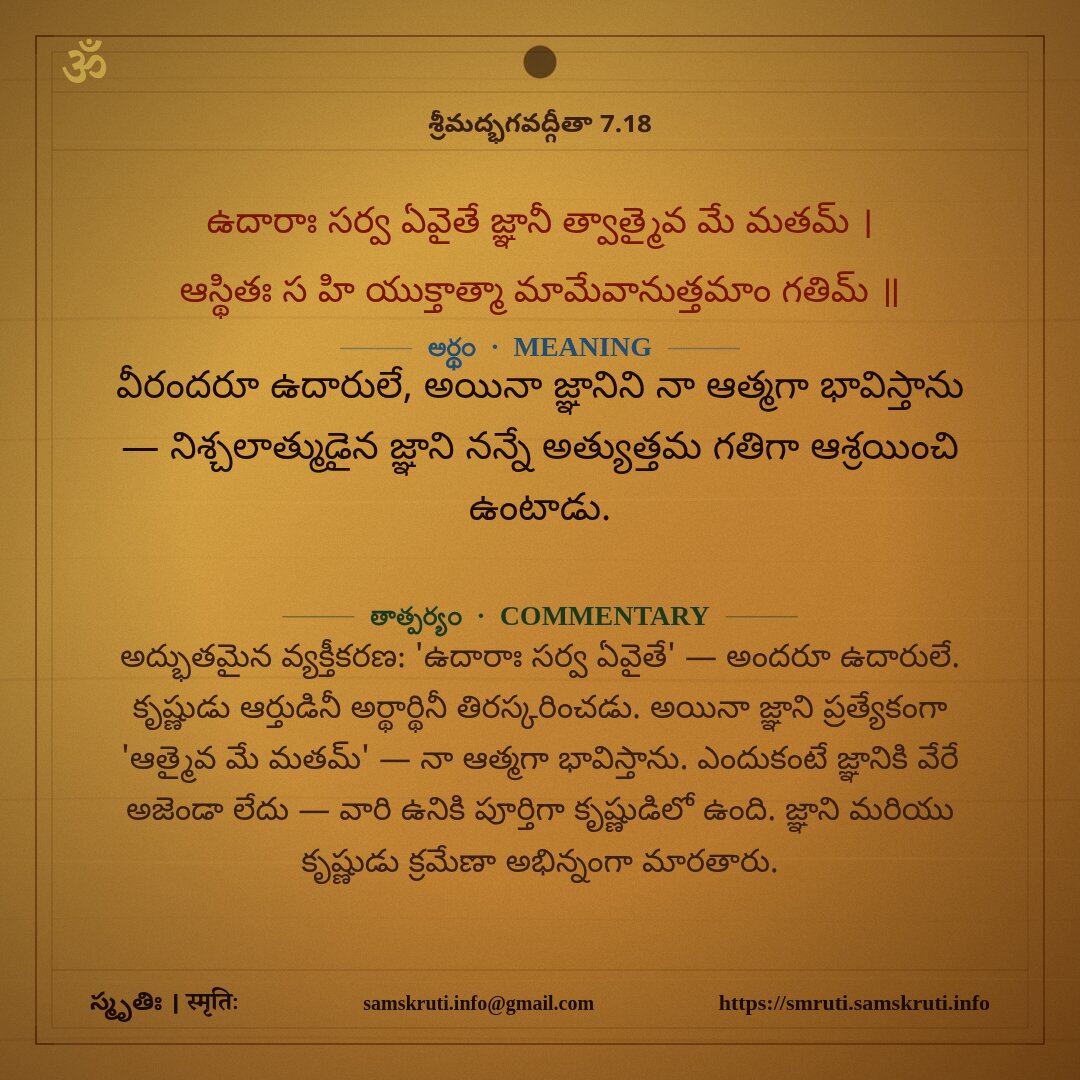 ॐ
శ్రీమద్భగవద్గీతా 7.18
ఉదారాః సర్వ ఏవైతే జ్ఞానీ త్వాత్మైవ మే మతమ్ |
ఆస్థితః స హి యుక్తాత్మా మామేవానుత్తమాం గతిమ్ ‖
అర్థం · MEANING
వీరందరూ ఉదారులే, అయినా జ్ఞానిని నా ఆత్మగా భావిస్తాను
— నిశ్చలాత్ముడైన జ్ఞాని నన్నే అత్యుత్తమ గతిగా ఆశ్రయించి
ఉంటాడు.
తాత్పర్యం · COMMENTARY
అద్భుతమైన వ్యక్తీకరణ: 'ఉదారాః సర్వ ఏవైతే' — అందరూ ఉదారులే.
కృష్ణుడు ఆర్తుడినీ అర్థార్థినీ తిరస్కరించడు. అయినా జ్ఞాని ప్రత్యేకంగా
'ఆత్మైవ మే మతమ్' — నా ఆత్మగా భావిస్తాను. ఎందుకంటే జ్ఞానికి వేరే
అజెండా లేదు — వారి ఉనికి పూర్తిగా కృష్ణుడిలో ఉంది. జ్ఞాని మరియు
కృష్ణుడు క్రమేణా అభిన్నంగా మారతారు.
స్మృతిః | स्मृतिः samskruti.info@gmail.com https://smruti.samskruti.info